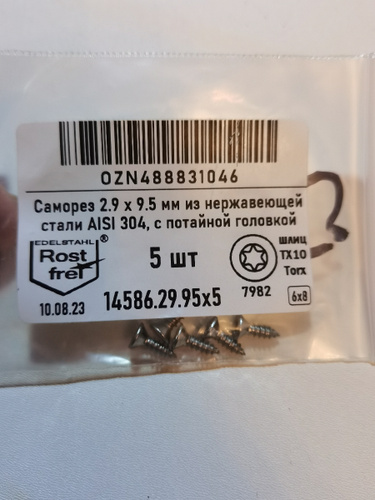 OZN488831046
Саморез 2.9 x 9.5 мм из нержавеющей
стали AISI 304, с потайной головкой
EDELSTAHL ®
Rost
frei
5 шт
шлиц
TX10
Torx
10.08.23
14586.29.95x5
7982
6x8